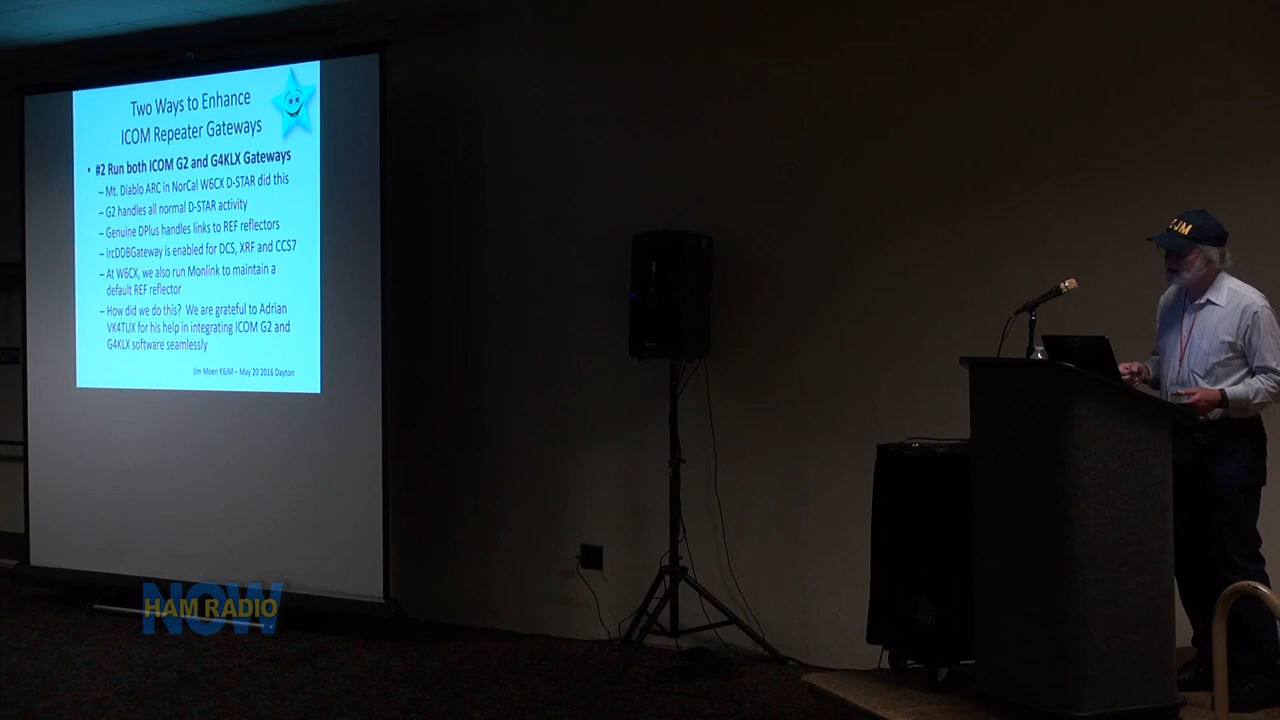 Two Ways to Enhance
ICOM Repeater Gateways
• #2 Run both ICOM G2 and G4KLX Gateways
– Mt. Diablo ARC in NorCal W6CX D-STAR did this
– G2 handles all normal D-STAR activity
– Genuine DPlus handles links to REF reflectors
– ircDDBGateway is enabled for DCS, XRF and CCS7
– At W6CX, we also run Monlink to maintain a
default REF reflector
– How did we do this? We are grateful to Adrian
VK4TUX for his help in integrating ICOM G2 and
G4KLX software seamlessly
Jim Moen K6JM – May 20 2016 Dayton
NOW
HAM RADIO